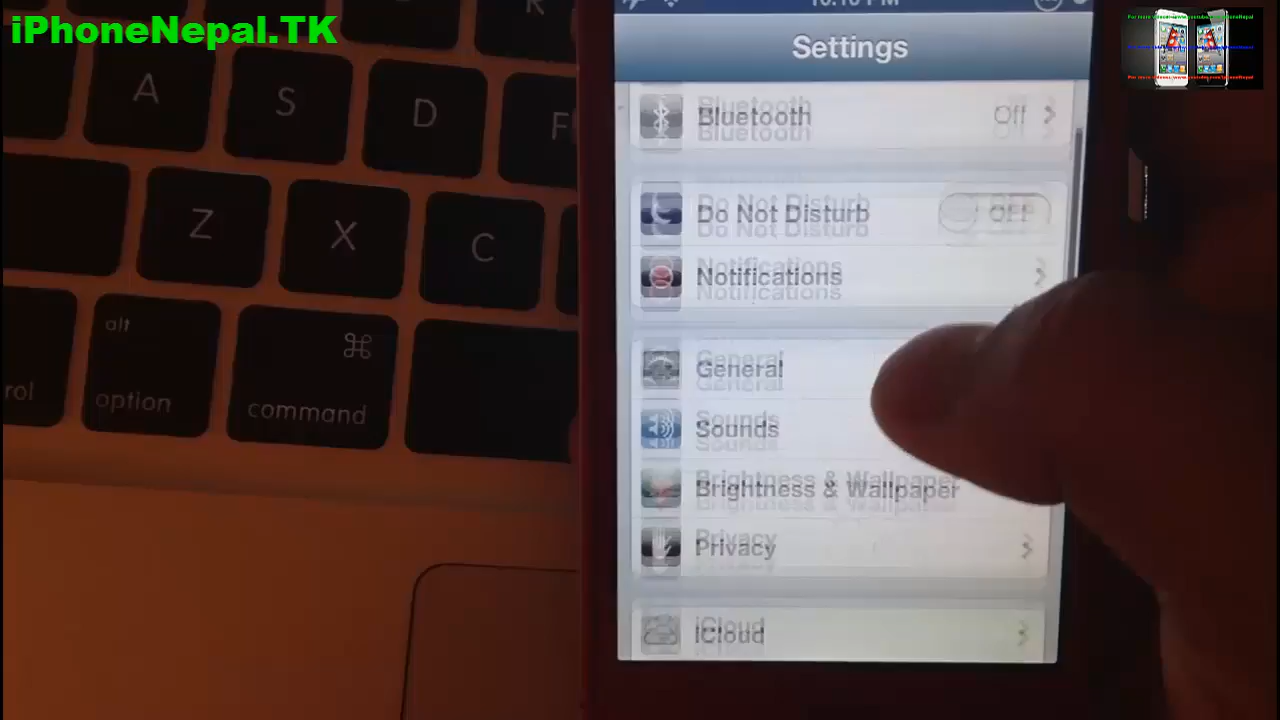 iPhoneNepal.TK
A
S
D
F
Z
X
C
alt
option
command
Settings
Bluetooth
Off
Do Not Disturb
OFF
Notifications
General
Sounds
Brightness & Wallpaper
Privacy
iCloud